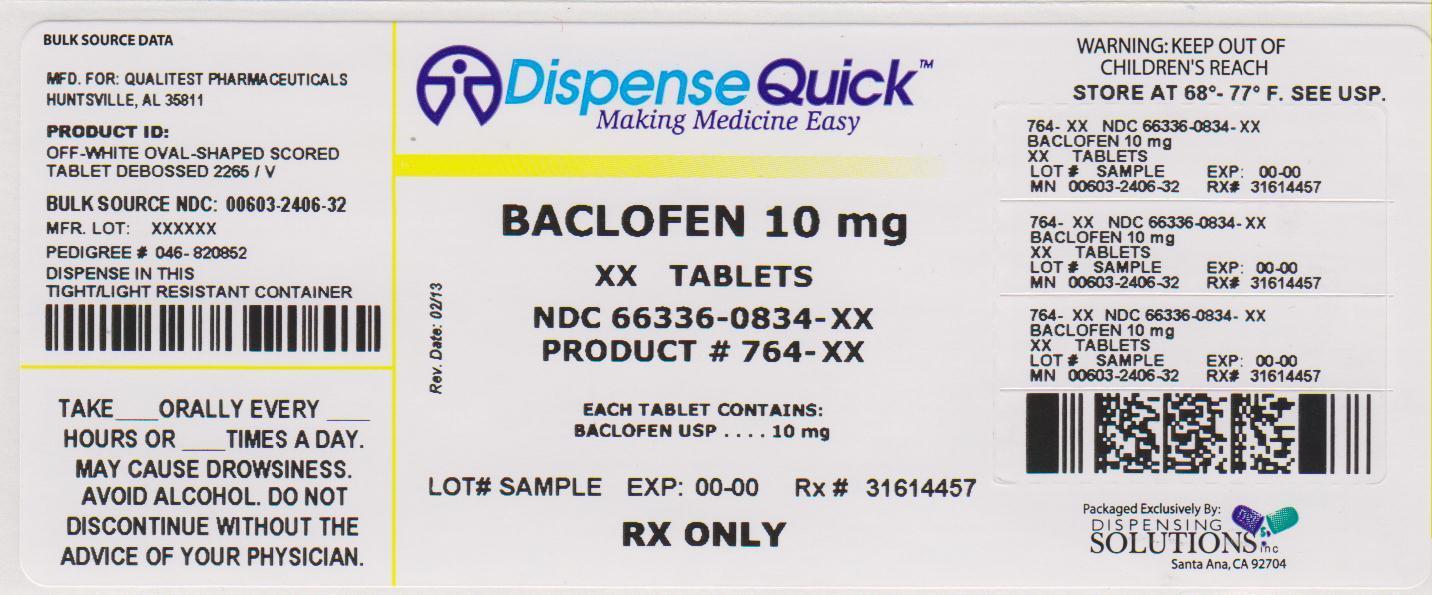 BULK SOURCE DATA
MFD. FOR: QUALITEST PHARMACEUTICALS
HUNTSVILLE, AL 35811
PRODUCT ID:
OFF-WHITE OVAL-SHAPED SCORED
TABLET DEBOSSED 2265 / V
BULK SOURCE NDC: 00603-2406-32
MFR. LOT: XXXXXX
PEDIGREE # 046-820852
DISPENSE IN THIS
TIGHT/LIGHT RESISTANT CONTAINER
TAKE ___ORALLY EVERY ___
HOURS OR ___TIMES A DAY.
MAY CAUSE DROWSINESS.
AVOID ALCOHOL. DO NOT
DISCONTINUE WITHOUT THE
ADVICE OF YOUR PHYSICIAN.
DispenseQuick™
Making Medicine Easy
BACLOFEN 10 mg
XX TABLETS
NDC 66336-0834-XX
PRODUCT # 764-XX
Rev. Date: 02/13
EACH TABLET CONTAINS:
BACLOFEN USP .... 10 mg
LOT# SAMPLE EXP: 00-00 Rx # 31614457
RX ONLY
WARNING: KEEP OUT OF
CHILDREN'S REACH
STORE AT 68°- 77° F. SEE USP.
764- XX NDC 66336-0834-XX
BACLOFEN 10 mg
XX TABLETS
LOT # SAMPLE EXP: 00-00
MN 00603-2406-32 RX# 31614457
764- XX NDC 66336-0834-XX
BACLOFEN 10 mg
XX TABLETS
LOT # SAMPLE EXP: 00-00
MN 00603-2406-32 RX# 31614457
764- XX NDC 66336-0834-XX
BACLOFEN 10 mg
XX TABLETS
LOT # SAMPLE EXP: 00-00
MN 00603-2406-32 RX# 31614457
Packaged Exclusively By:
DISPENSING
SOLUTIONS inc
Santa Ana, CA 92704